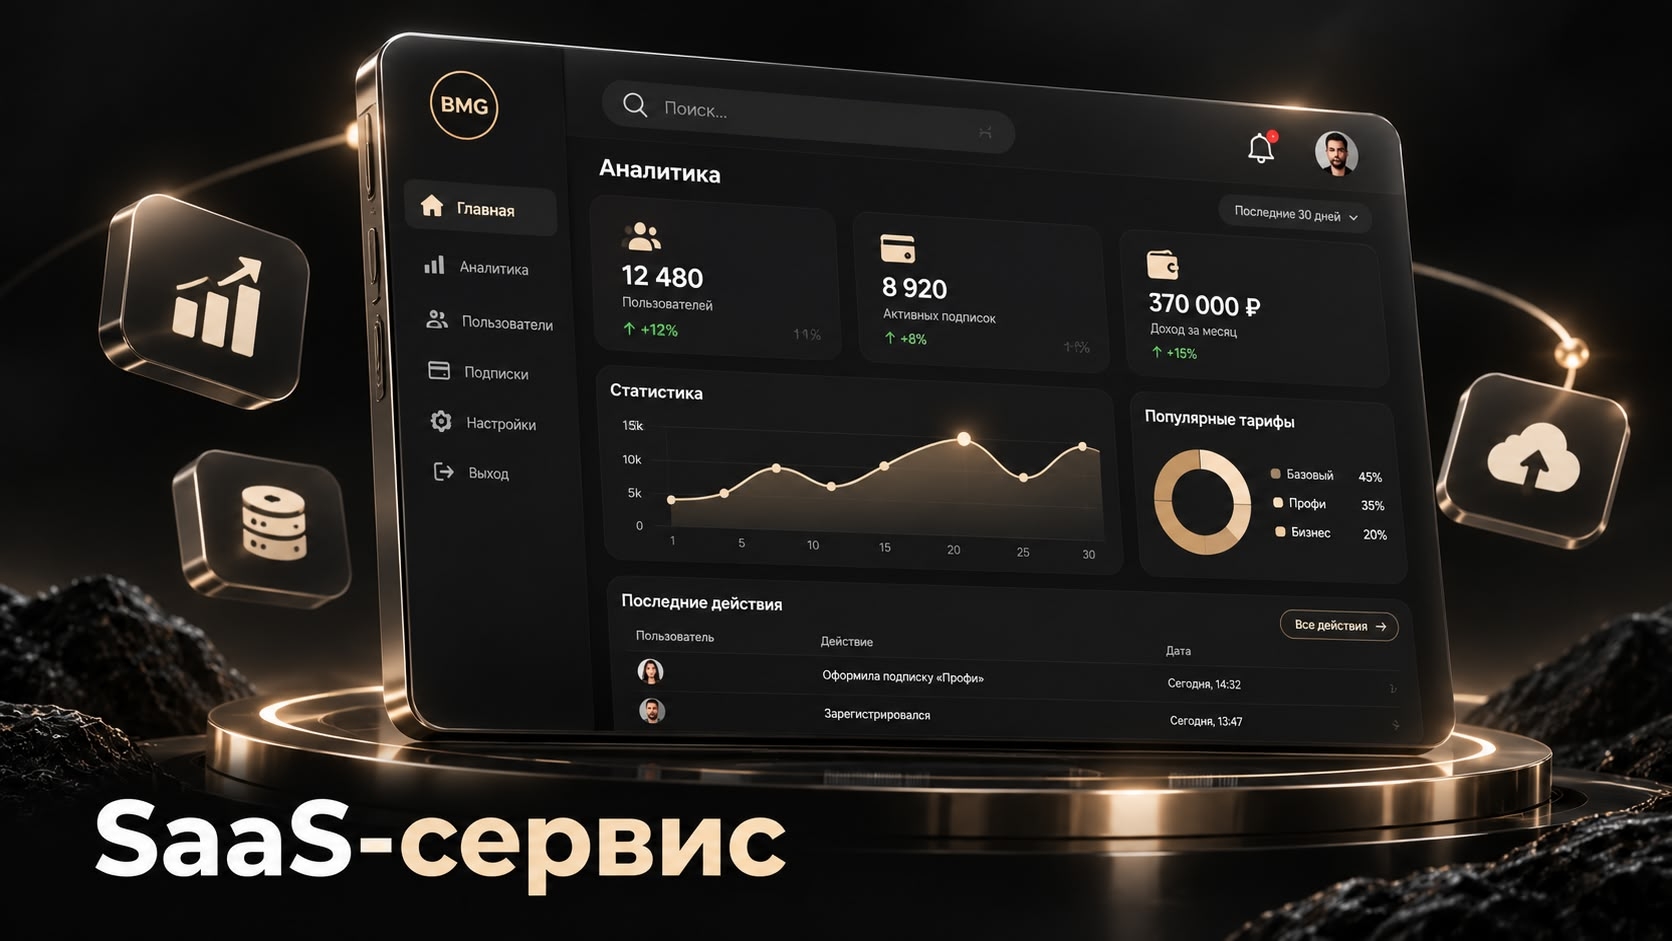 BMG
Поиск...
Главная
Аналитика
Пользователи
Подписки
Настройки
Выход
Аналитика
Последние 30 дней
12 480
Пользователей
↑ +12%
8 920
Активных подписок
↑ +8%
370 000 ₽
Доход за месяц
↑ +15%
Статистика
15k
10k
5k
0
1 5 10 15 20 25 30
Популярные тарифы
Базовый 45%
Профи 35%
Бизнес 20%
Последние действия
Все действия →
Пользователь Действие Дата
Оформила подписку «Профи» Сегодня, 14:32
Зарегистрировался Сегодня, 13:47
SaaS-сервис